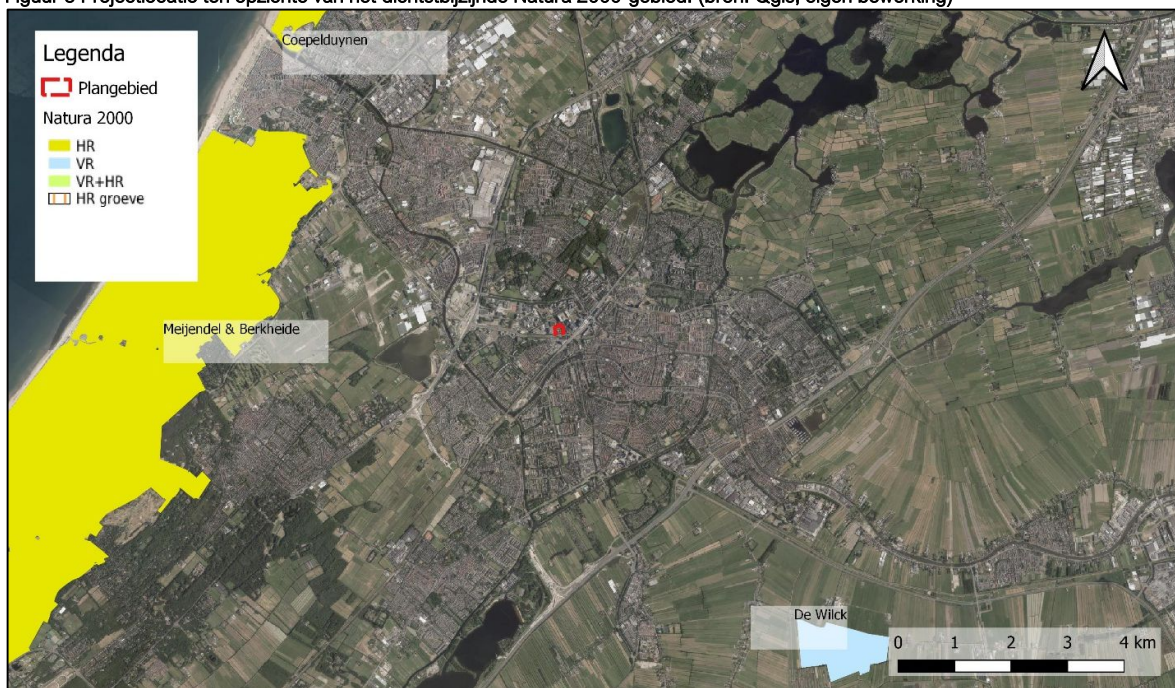 Figuur 3 Projectlocatie ten opzichte van het dichtstbijzijnde Natura 2000-gebied. (bron: Qgis, eigen bewerking)
Coepelduynen
Legenda
Plangebied
Natura 2000
HR
VR
VR+HR
HR groeve
Meijendel & Berkheide
De Wilck
0 1 2 3 4 km